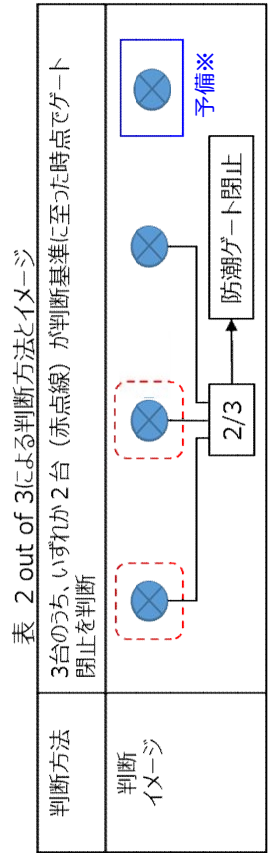 表 2 out of 3による判断方法とイメージ
判断方法
3台のうち、いずれか２台（赤点線）が判断基準に至った時点でゲート
閉止を判断
判断
イメージ
予備※
2/3
防潮ゲート閉止